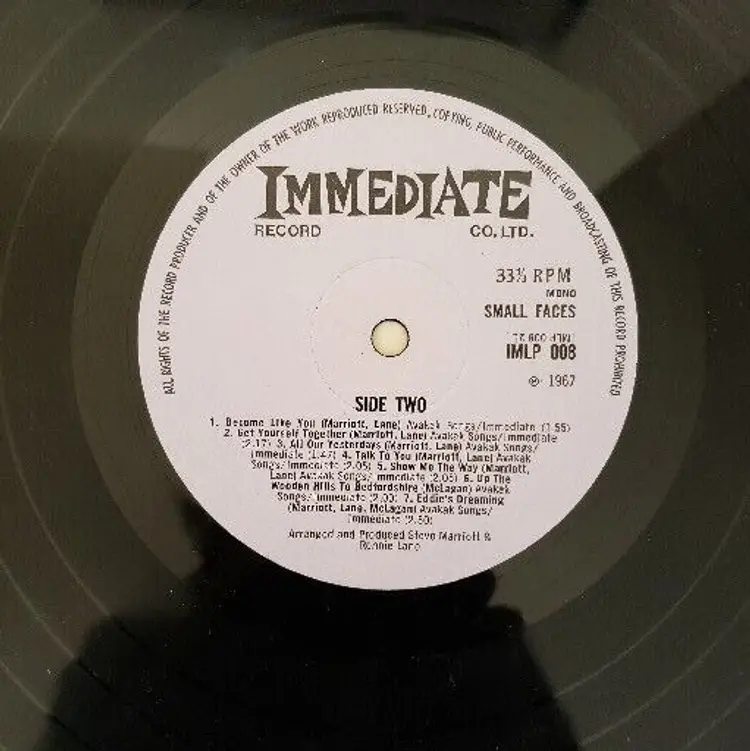 ALL RIGHTS OF THE RECORD PRODUCER AND OF THE OWNER OF THE WORK REPRODUCED RESERVED. COPYING, PUBLIC PERFORMANCE AND BROADCASTING OF THIS RECORD PROHIBITED
IMMEDIATE
RECORD CO. LTD.
33⅓ RPM
MONO
SMALL FACES
IMLP 008
℗ 1967
SIDE TWO
1. Become Like You (Marriott, Lane) Avakak Songs/Immediate (1.55)
2. Get Yourself Together (Marriott, Lane) Avakak Songs/Immediate
(2.17) 3. All Our Yesterdays (Marriott, Lane) Avakak Songs/
Immediate (1.47) 4. Talk To You (Marriott, Lane) Avakak
Songs/Immediate (2.05) 5. Show Me The Way (Marriott,
Lane) Avakak Songs/Immediate (2.05) 6. Up The
Wooden Hills To Bedfordshire (McLagan) Avakak
Songs/Immediate (2.00) 7. Eddie's Dreaming
(Marriott, Lane, McLagan) Avakak Songs/
Immediate (2.50)
Arranged and Produced Steve Marriott &
Ronnie Lane